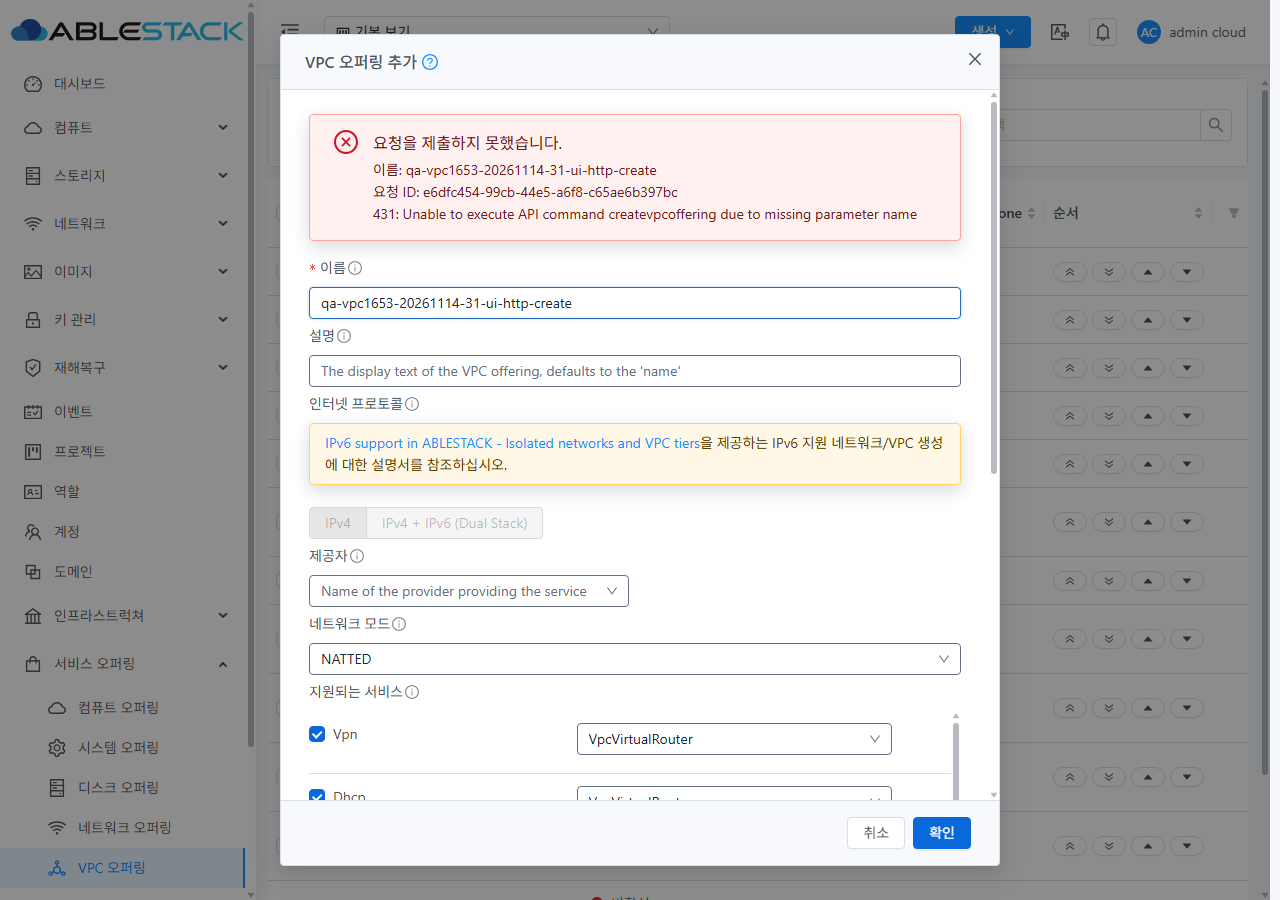 ABLESTACK
기본 보기
생성
AC admin cloud
대시보드
컴퓨트
스토리지
네트워크
이미지
키 관리
재해복구
이벤트
프로젝트
역할
계정
도메인
인프라스트럭쳐
서비스 오퍼링
컴퓨트 오퍼링
시스템 오퍼링
디스크 오퍼링
네트워크 오퍼링
VPC 오퍼링
one
순서
VPC 오퍼링 추가
요청을 제출하지 못했습니다.
이름: qa-vpc1653-20261114-31-ui-http-create
요청 ID: e6dfc454-99cb-44e5-a6f8-c65ae6b397bc
431: Unable to execute API command createvpcoffering due to missing parameter name
* 이름
qa-vpc1653-20261114-31-ui-http-create
설명
The display text of the VPC offering, defaults to the 'name'
인터넷 프로토콜
IPv6 support in ABLESTACK - Isolated networks and VPC tiers을 제공하는 IPv6 지원 네트워크/VPC 생성
에 대한 설명서를 참조하십시오.
IPv4
IPv4 + IPv6 (Dual Stack)
제공자
Name of the provider providing the service
네트워크 모드
NATTED
지원되는 서비스
Vpn
VpcVirtualRouter
Dhcp
VpcVirtualRouter
취소
확인